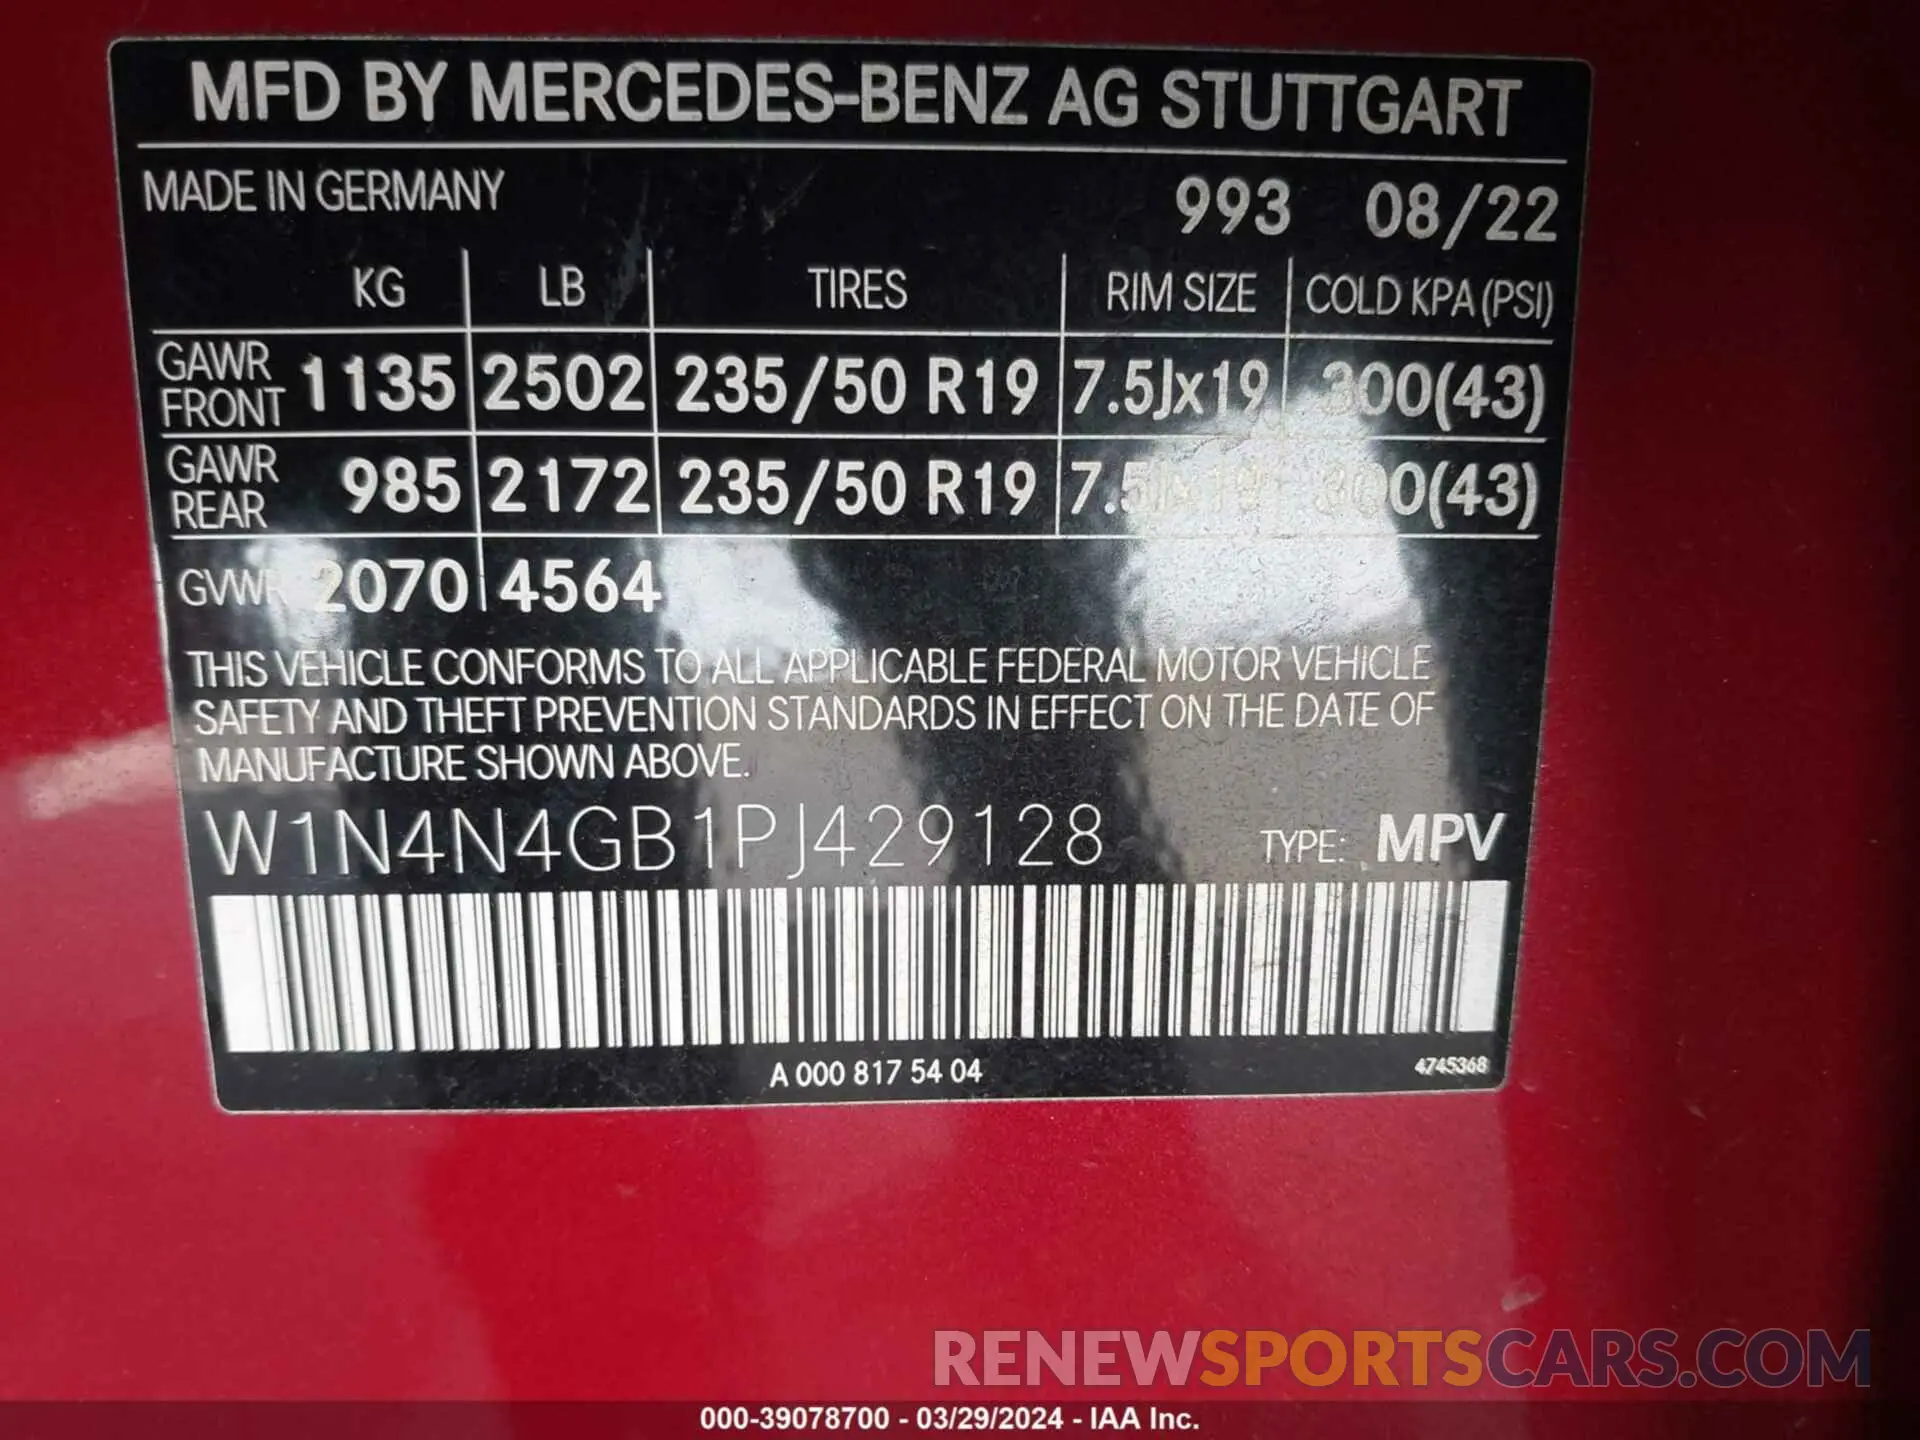 MFD BY MERCEDES-BENZ AG STUTTGART
MADE IN GERMANY 993 08/22
KG LB TIRES RIM SIZE COLD KPA (PSI)
GAWR FRONT 1135 2502 235/50 R19 7.5Jx19 300(43)
GAWR REAR 985 2172 235/50 R19 7.5Jx19 300(43)
GVWR 2070 4564
THIS VEHICLE CONFORMS TO ALL APPLICABLE FEDERAL MOTOR VEHICLE
SAFETY AND THEFT PREVENTION STANDARDS IN EFFECT ON THE DATE OF
MANUFACTURE SHOWN ABOVE.
W1N4N4GB1PJ429128 TYPE: MPV
A 000 817 54 04 4745368
RENEWSPORTSCARS.COM
000-39078700 - 03/29/2024 - IAA Inc.